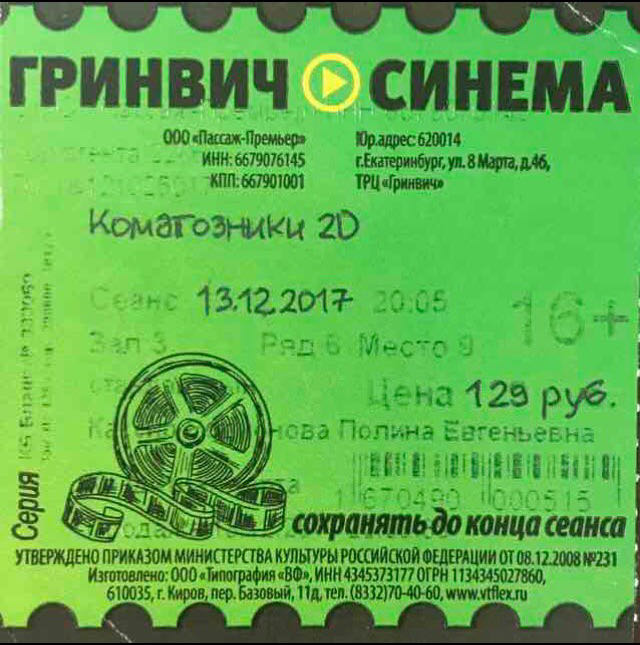 ГРИНВИЧ СИНЕМА
ООО «Пассаж-Премьер»
ИНН: 6679076145
КПП: 667901001
Юр.адрес: 620014
г.Екатеринбург, ул. 8 Марта, д.46,
ТРЦ «Гринвич»
Коматозники 2D
Сеанс 13.12.2017 20:05
16+
Зал 3 Ряд 6 Место 9
Цена 129 руб.
Полина Евгеньевна
670490 000515
Серия
сохранять до конца сеанса
УТВЕРЖДЕНО ПРИКАЗОМ МИНИСТЕРСТВА КУЛЬТУРЫ РОССИЙСКОЙ ФЕДЕРАЦИИ ОТ 08.12.2008 №231
Изготовлено: ООО «Типография «ВФ», ИНН 4345373177 ОГРН 1134345027860,
610035, г. Киров, пер. Базовый, 11д, тел. (8332)70-40-60, www.vtflex.ru